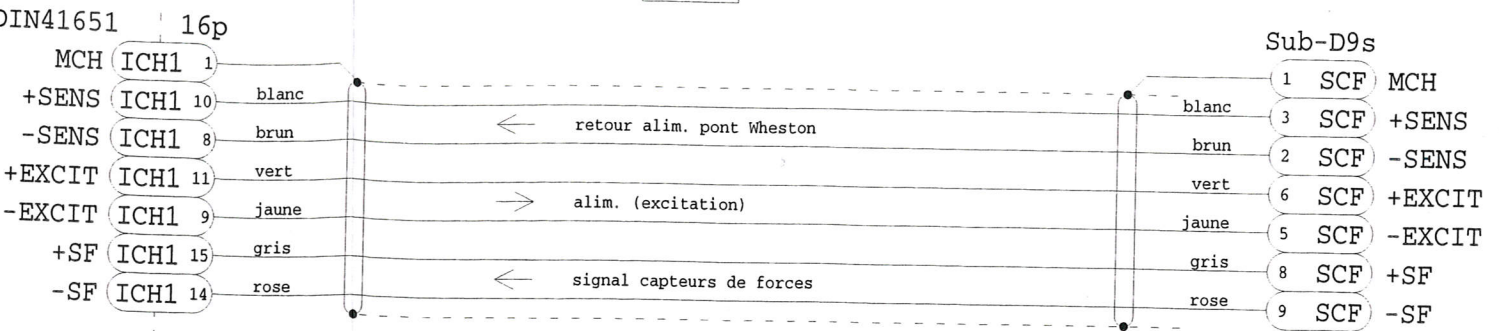 DIN41651 16p
Sub-D9s
MCH ICH1 1
1 SCF MCH
+SENS ICH1 10 blanc
blanc 3 SCF +SENS
retour alim. pont Wheston
-SENS ICH1 8 brun
brun 2 SCF -SENS
+EXCIT ICH1 11 vert
vert 6 SCF +EXCIT
alim. (excitation)
-EXCIT ICH1 9 jaune
jaune 5 SCF -EXCIT
+SF ICH1 15 gris
gris 8 SCF +SF
signal capteurs de forces
-SF ICH1 14 rose
rose 9 SCF -SF